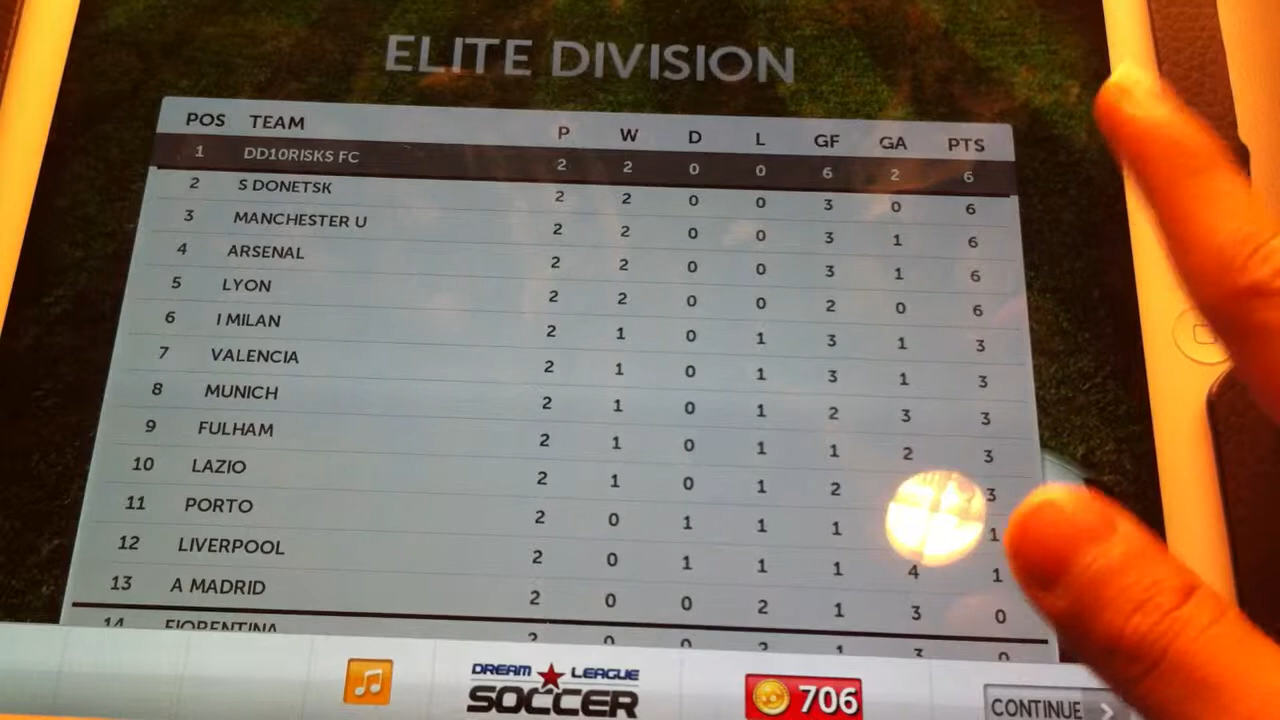 ELITE DIVISION
POS TEAM P W D L GF GA PTS
1 DD10RISKS FC 2 2 0 0 6 2 6
2 S DONETSK 2 2 0 0 3 0 6
3 MANCHESTER U 2 2 0 0 3 1 6
4 ARSENAL 2 2 0 0 3 1 6
5 LYON 2 2 0 0 2 0 6
6 I MILAN 2 1 0 1 3 1 3
7 VALENCIA 2 1 0 1 3 1 3
8 MUNICH 2 1 0 1 2 3 3
9 FULHAM 2 1 0 1 1 2 3
10 LAZIO 2 1 0 1 2 3
11 PORTO 2 0 1 1 1 1
12 LIVERPOOL 2 0 1 1 1 4 1
13 A MADRID 2 0 0 2 1 3 0
14 FIORENTINA 2 0 0 2 1 3 0
DREAM LEAGUE
SOCCER
706
CONTINUE